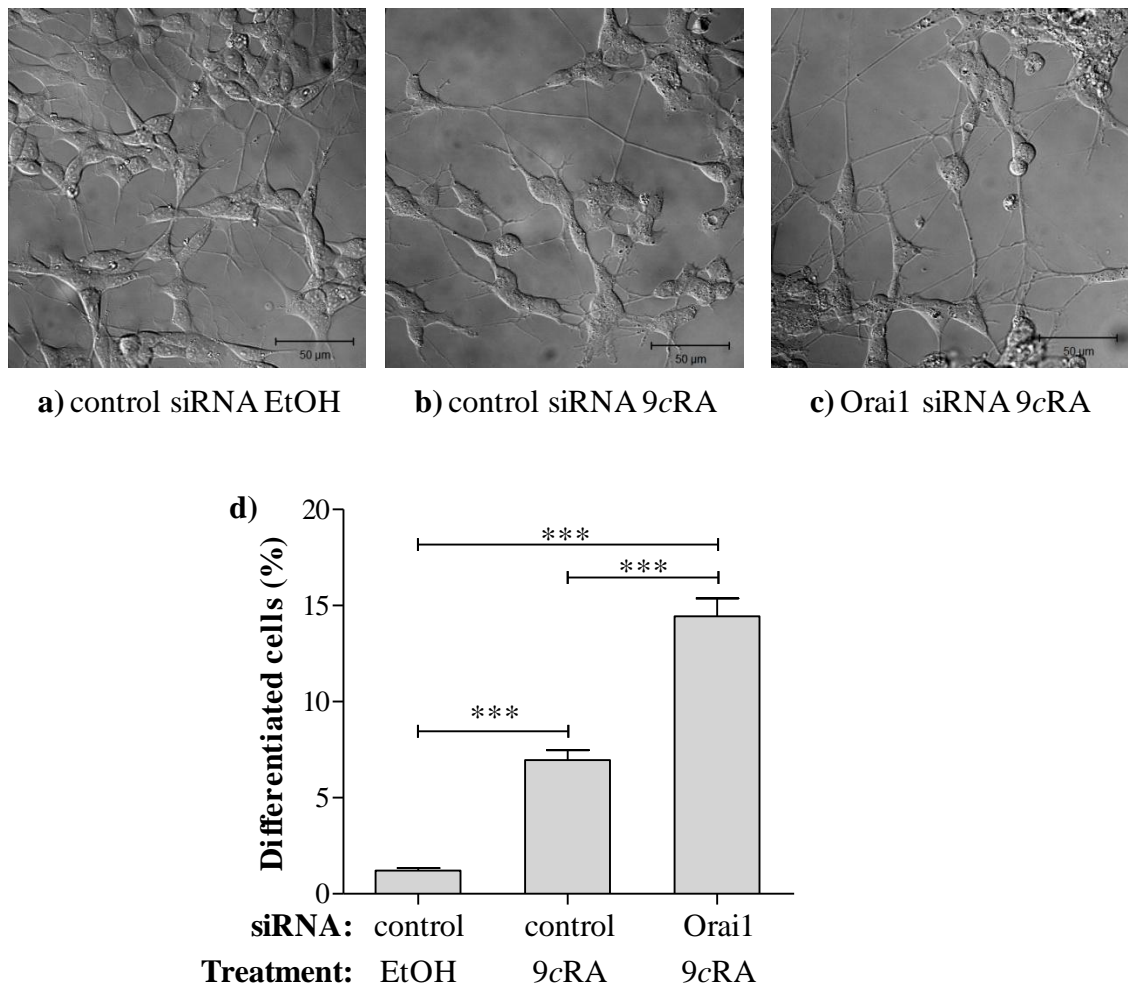 50 µm
50 µm
50 µm
a) control siRNA EtOH
b) control siRNA 9cRA
c) Orai1 siRNA 9cRA
d)
Differentiated cells (%)
20
15
10
5
0
***
***
***
siRNA: control control Orai1
Treatment: EtOH 9cRA 9cRA